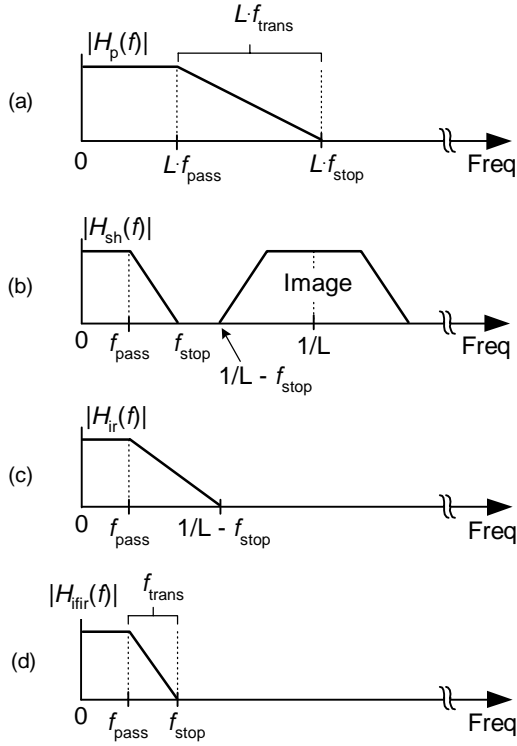 L·f_trans
|H_p(f)|
(a)
0
L·f_pass
L·f_stop
Freq
|H_sh(f)|
(b)
Image
0
f_pass
f_stop
1/L
Freq
1/L - f_stop
|H_ir(f)|
(c)
0
f_pass
1/L - f_stop
Freq
f_trans
|H_ifir(f)|
(d)
0
f_pass
f_stop
Freq